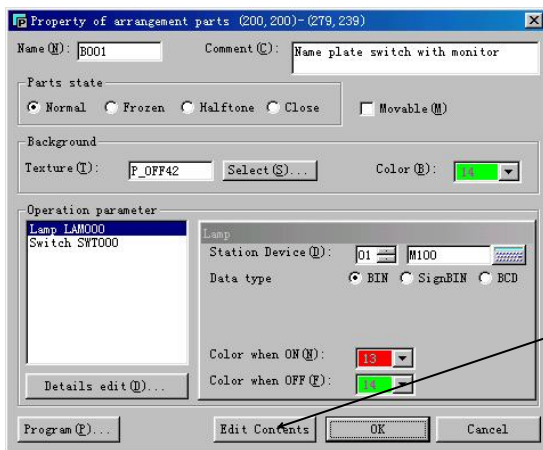 Property of arrangement parts (200,200)-(279,239)
Name(N): B001 Comment(C): Name plate switch with monitor
Parts state
Normal Frozen Halftone Close Movable(M)
Background
Texture(T): P_OFF42 Select(S)... Color(B): 14
Operation parameter
Lamp LAM000
Switch SWT000
Lamp
Station Device(D): 01 M100
Data type BIN SignBIN BCD
Color when ON(N): 13
Color when OFF(F): 14
Details edit(D)...
Program(P)... Edit Contents OK Cancel